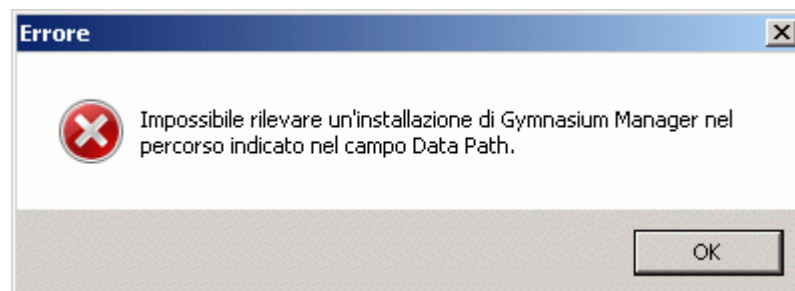 Errore
Impossibile rilevare un'installazione di Gymnasium Manager nel
percorso indicato nel campo Data Path.
OK